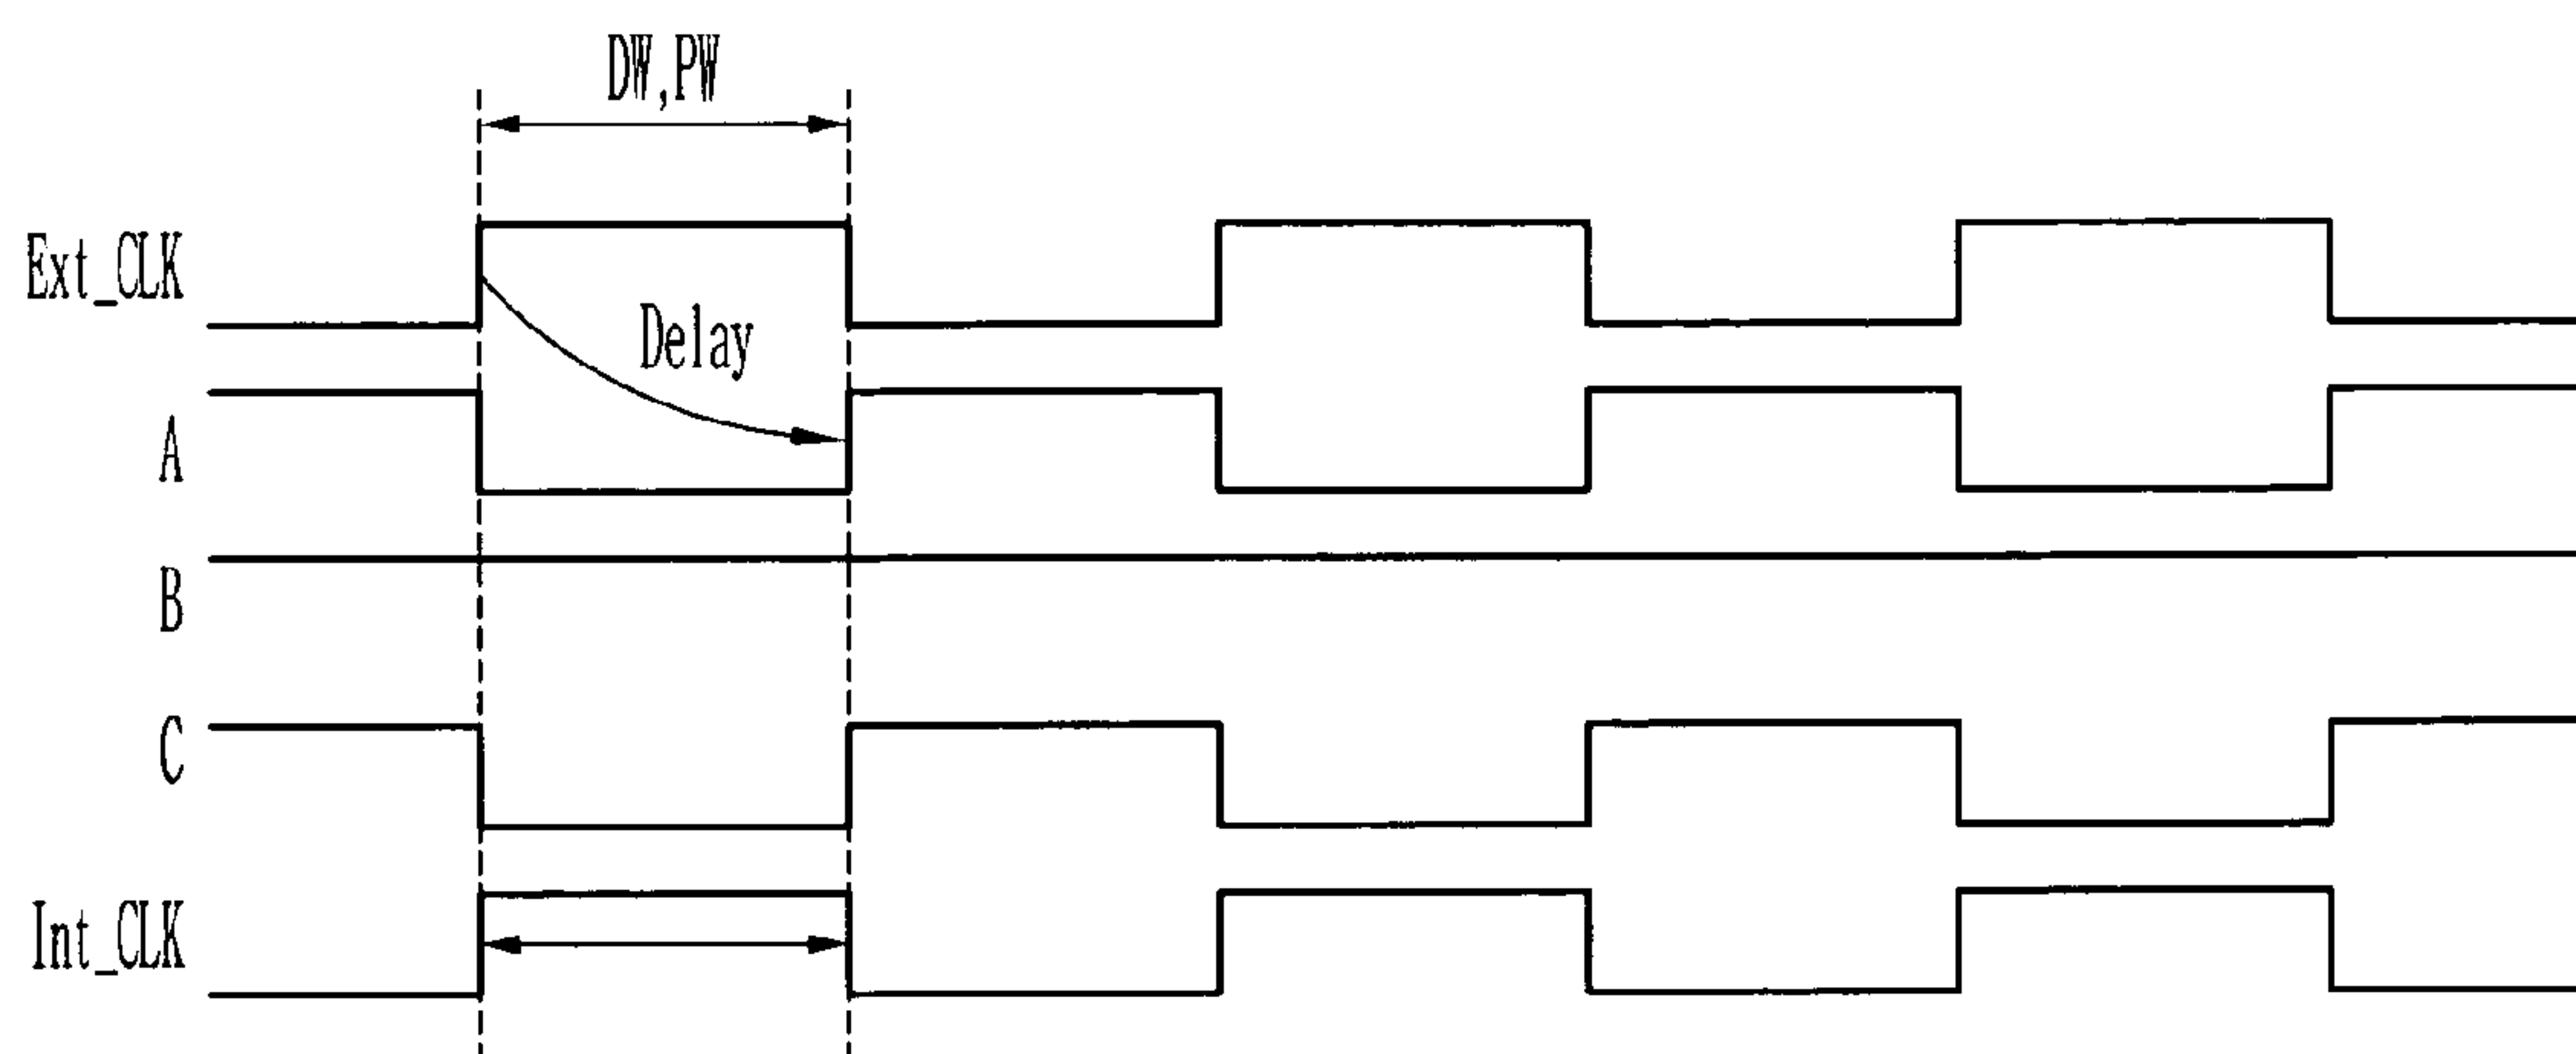 DW,PW
Ext_CLK
Delay
A
B
C
Int_CLK